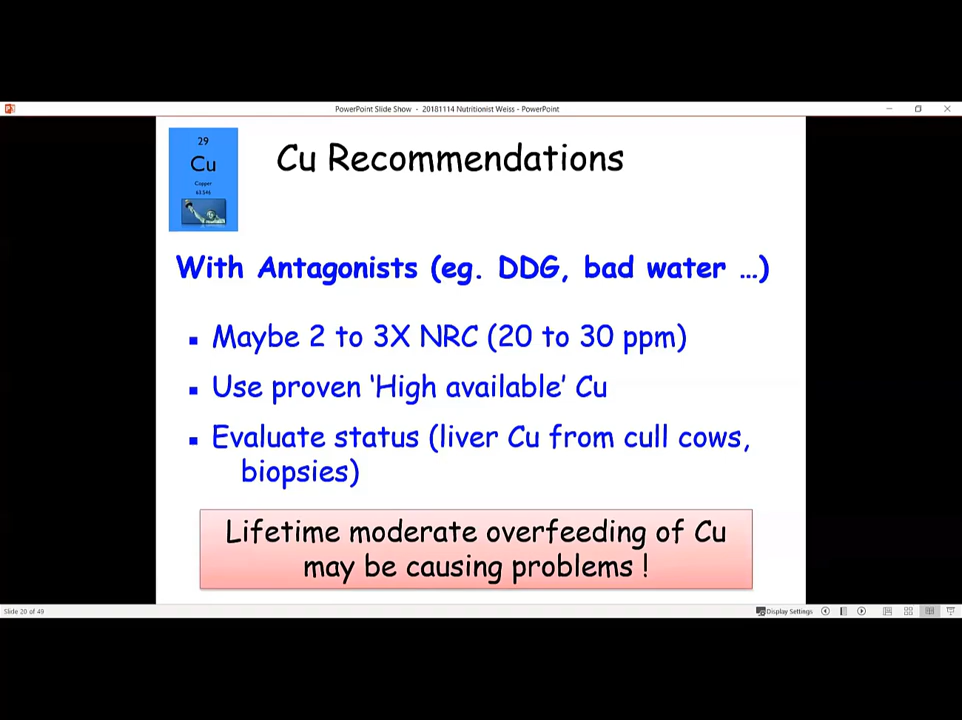 PowerPoint Slide Show - 20181114 Nutritionist Weiss - PowerPoint
29
Cu
Copper
63.546
Cu Recommendations
With Antagonists (eg. DDG, bad water …)
▪ Maybe 2 to 3X NRC (20 to 30 ppm)
▪ Use proven ‘High available’ Cu
▪ Evaluate status (liver Cu from cull cows,
biopsies)
Lifetime moderate overfeeding of Cu
may be causing problems !
Slide 20 of 49
Display Settings